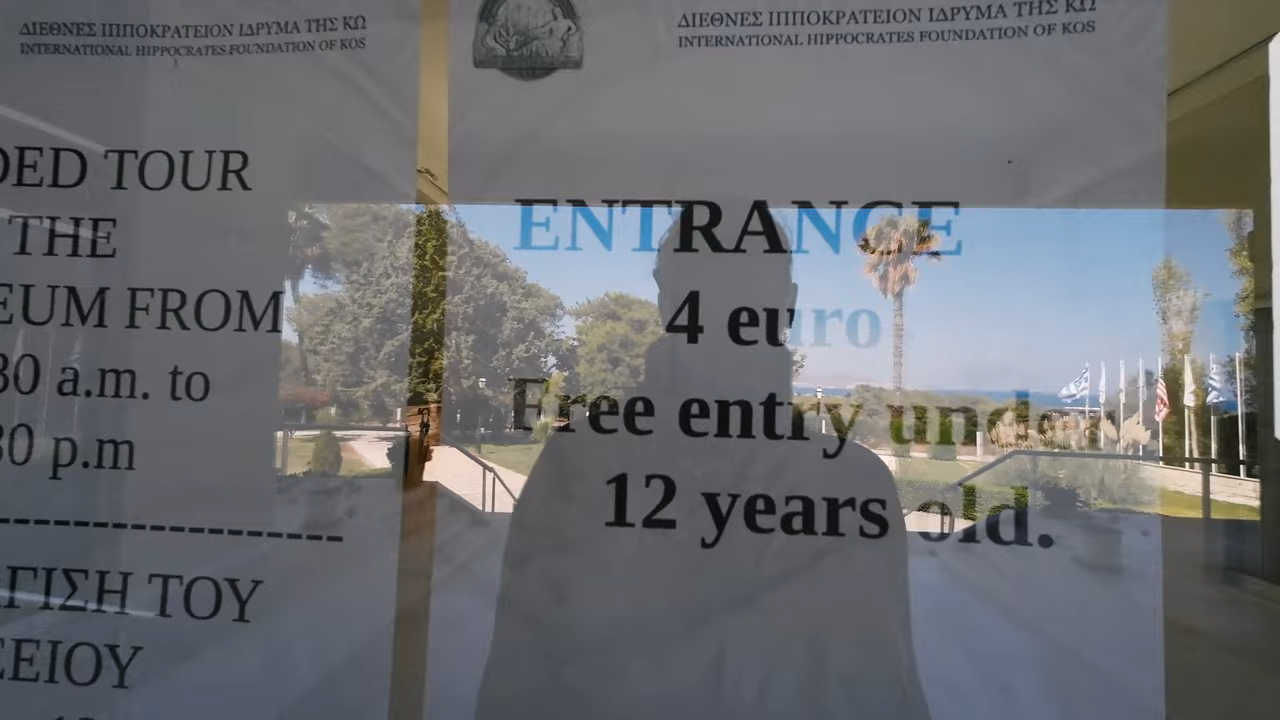 ΔΙΕΘΝΕΣ ΙΠΠΟΚΡΑΤΕΙΟΝ ΙΔΡΥΜΑ ΤΗΣ ΚΩ
INTERNATIONAL HIPPOCRATES FOUNDATION OF KOS
DED TOUR
THE
EUM FROM
30 a.m. to
30 p.m
ΓΙΣΗ ΤΟΥ
ΕΙΟΥ
ΔΙΕΘΝΕΣ ΙΠΠΟΚΡΑΤΕΙΟΝ ΙΔΡΥΜΑ ΤΗΣ ΚΩ
INTERNATIONAL HIPPOCRATES FOUNDATION OF KOS
ENTRANCE
4 euro
Free entry under
12 years old.